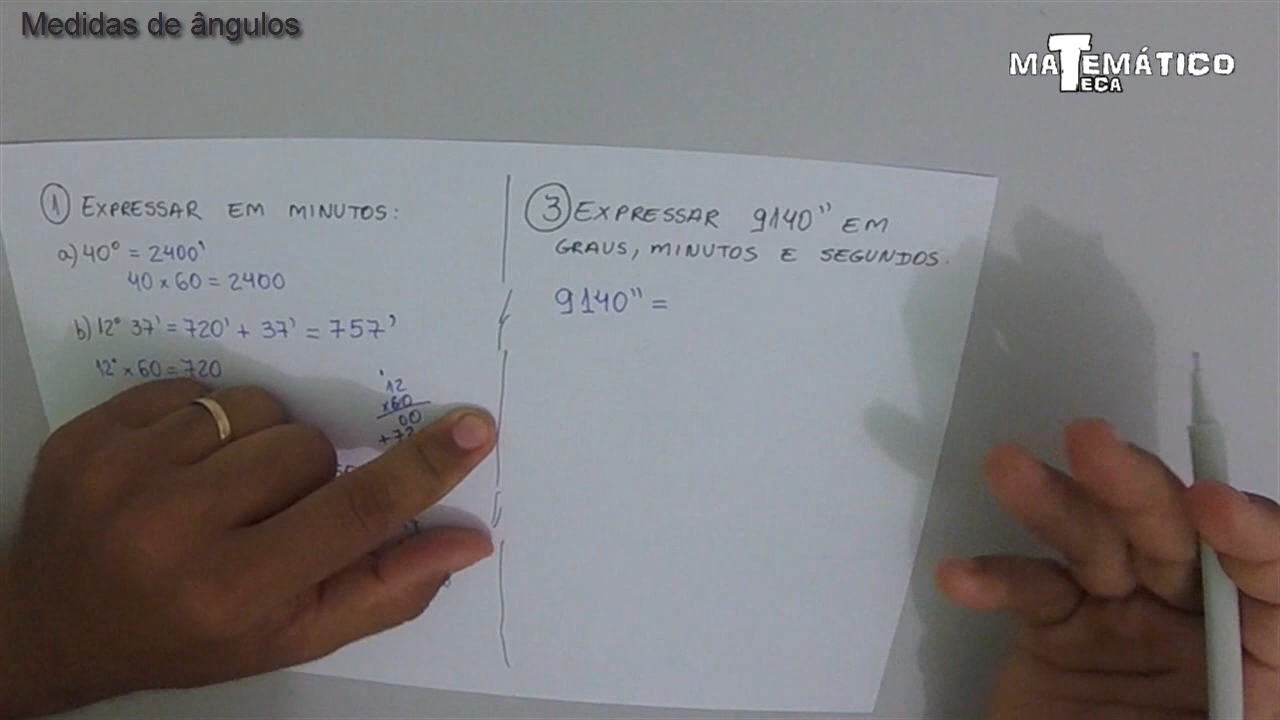 Medidas de ângulos
MATEMÁTICO
TECA
1 EXPRESSAR EM MINUTOS:
a) 40° = 2400'
40 x 60 = 2400
b) 12° 37' = 720' + 37' = 757'
12° x 60 = 720
12
x60
00
+72
3 EXPRESSAR 9140" EM
GRAUS, MINUTOS E SEGUNDOS.
9140" =